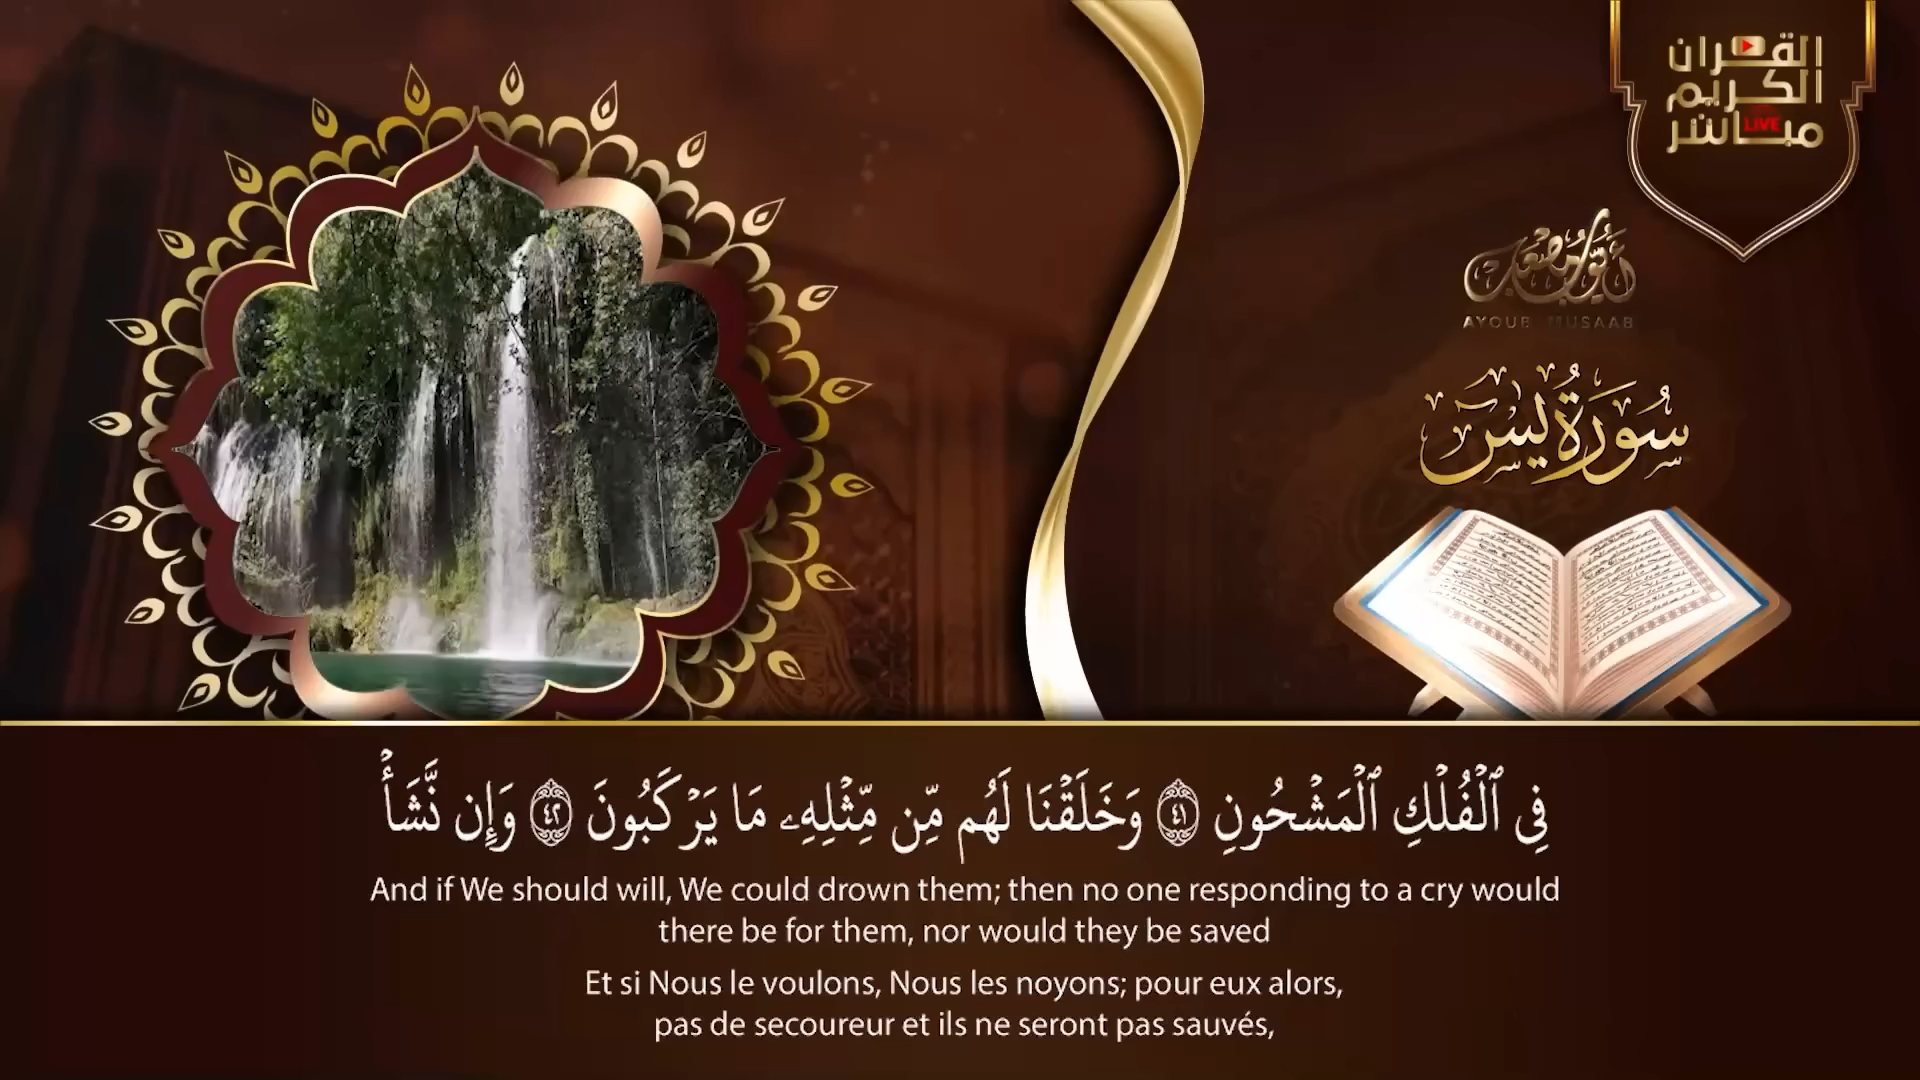 القرآن
الكريم
مباشر
LIVE
أيوب مصعب
AYOUB MUSAAB
سُورَةُ يسٓ
فِي ٱلْفُلْكِ ٱلْمَشْحُونِ ٤١ وَخَلَقْنَا لَهُم مِّن مِّثْلِهِۦ مَا يَرْكَبُونَ ٤٢ وَإِن نَّشَأْ
And if We should will, We could drown them; then no one responding to a cry would
there be for them, nor would they be saved
Et si Nous le voulons, Nous les noyons; pour eux alors,
pas de secoureur et ils ne seront pas sauvés,